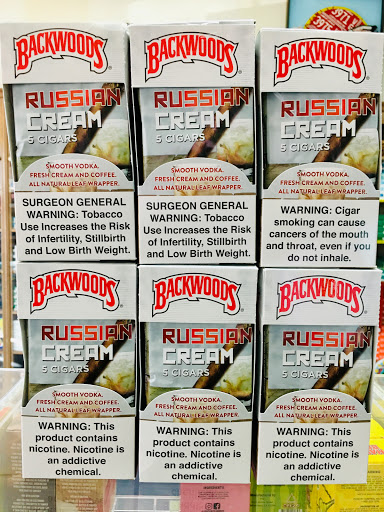 BACKWOODS®
RUSSIAN
CREAM
5 CIGARS
SMOOTH VODKA.
FRESH CREAM AND COFFEE.
ALL NATURAL LEAF WRAPPER.
SURGEON GENERAL
WARNING: Tobacco
Use Increases the Risk
of Infertility, Stillbirth
and Low Birth Weight.
BACKWOODS®
RUSSIAN
CREAM
5 CIGARS
SMOOTH VODKA.
FRESH CREAM AND COFFEE.
ALL NATURAL LEAF WRAPPER.
SURGEON GENERAL
WARNING: Tobacco
Use Increases the Risk
of Infertility, Stillbirth
and Low Birth Weight.
BACKWOODS®
RUSSIAN
CREAM
5 CIGARS
SMOOTH VODKA.
FRESH CREAM AND COFFEE.
ALL NATURAL LEAF WRAPPER.
WARNING: Cigar
smoking can cause
cancers of the mouth
and throat, even if you
do not inhale.
BACKWOODS®
RUSSIAN
CREAM
5 CIGARS
SMOOTH VODKA.
FRESH CREAM AND COFFEE.
ALL NATURAL LEAF WRAPPER.
WARNING: This
product contains
nicotine. Nicotine is
an addictive
chemical.
BACKWOODS®
RUSSIAN
CREAM
5 CIGARS
SMOOTH VODKA.
FRESH CREAM AND COFFEE.
ALL NATURAL LEAF WRAPPER.
WARNING: This
product contains
nicotine. Nicotine is
an addictive
chemical.
BACKWOODS®
RUSSIAN
CREAM
5 CIGARS
SMOOTH VODKA.
FRESH CREAM AND COFFEE.
ALL NATURAL LEAF WRAPPER.
WARNING: This
product contains
nicotine. Nicotine is
an addictive
chemical.